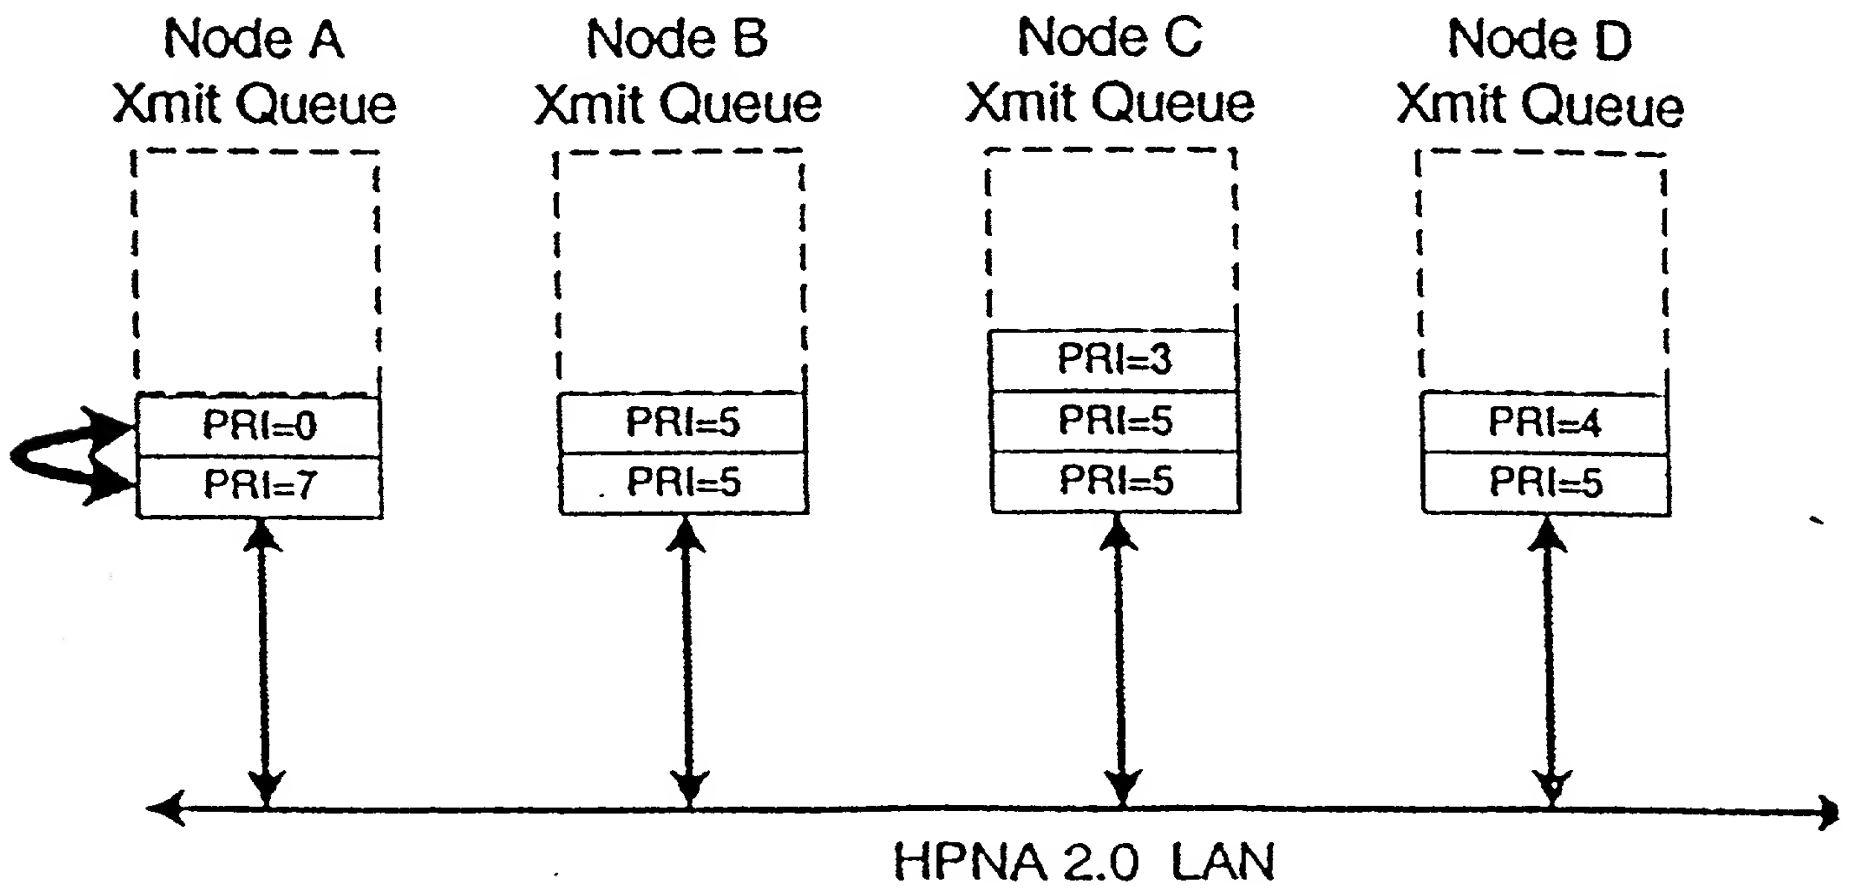 Node A
Xmit Queue
Node B
Xmit Queue
Node C
Xmit Queue
Node D
Xmit Queue
PRI=0
PRI=7
PRI=5
PRI=5
PRI=3
PRI=5
PRI=5
PRI=4
PRI=5
HPNA 2.0 LAN